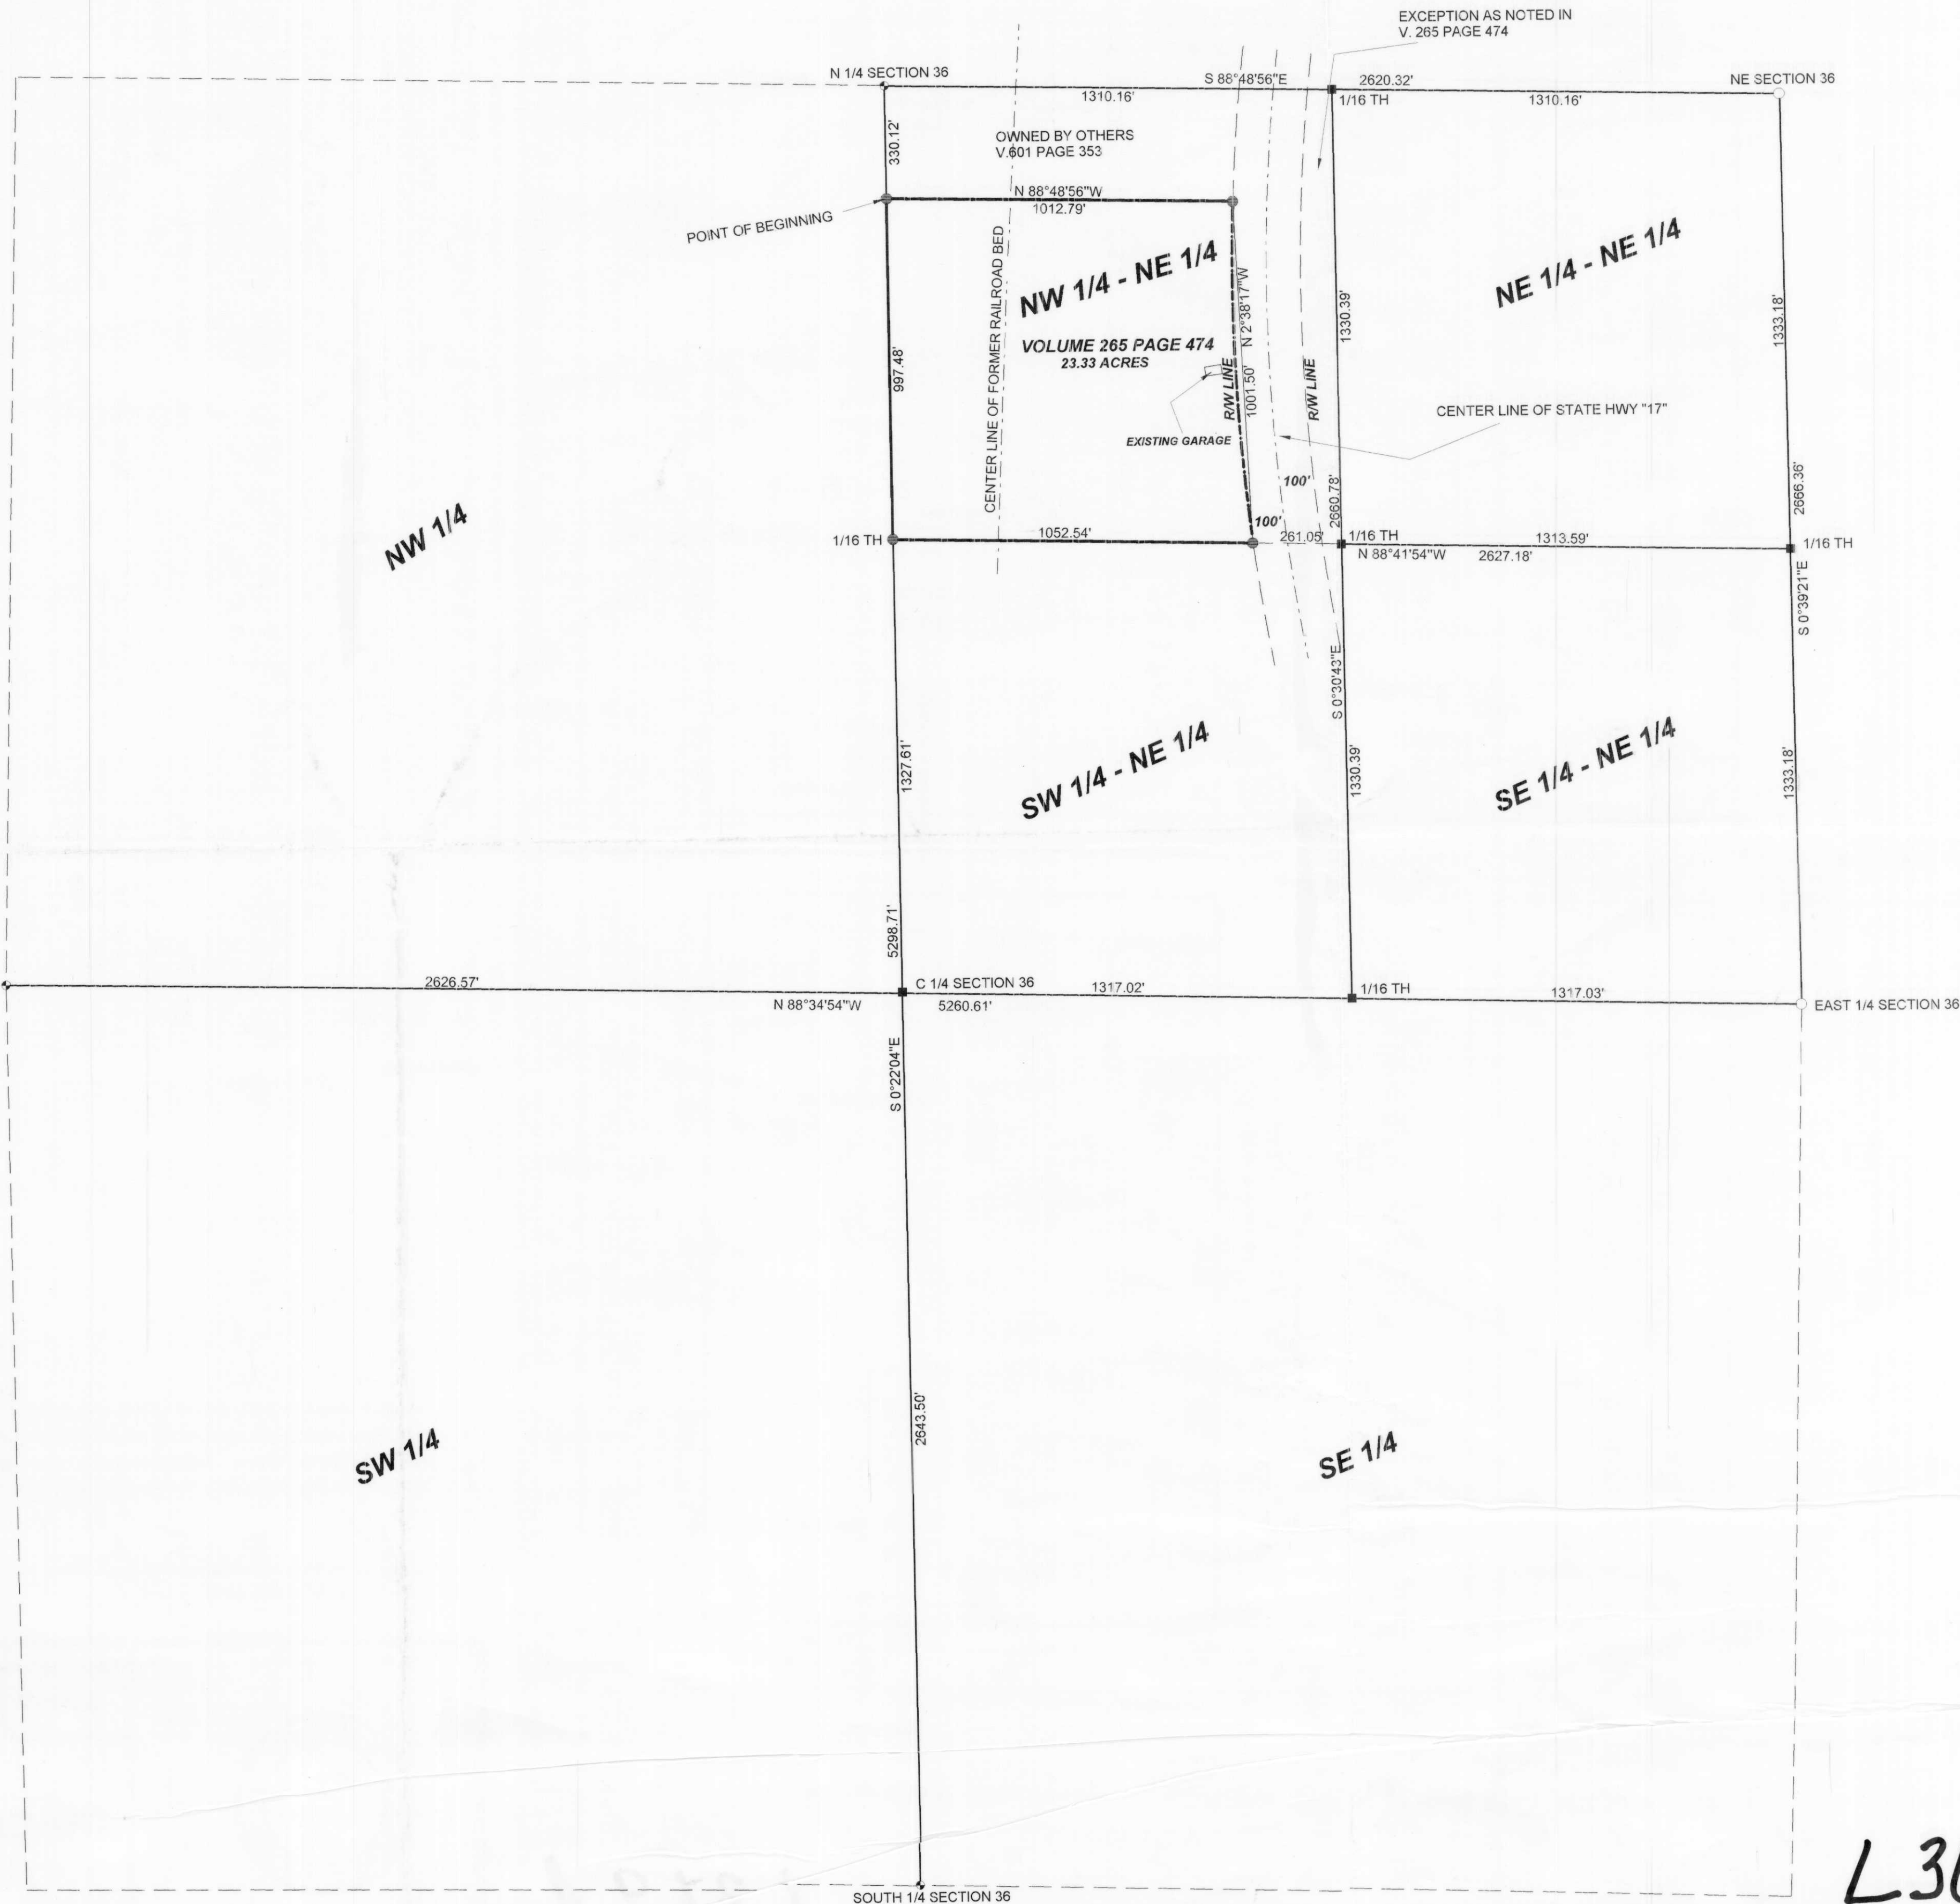 EXCEPTION AS NOTED IN
V. 265 PAGE 474
N 1/4 SECTION 36
S 88°48'56"E
2620.32'
NE SECTION 36
1310.16'
1/16 TH
1310.16'
330.12'
OWNED BY OTHERS
V.601 PAGE 353
N 88°48'56"W
1012.79'
POINT OF BEGINNING
NW 1/4 - NE 1/4
NE 1/4 - NE 1/4
CENTER LINE OF FORMER RAILROAD BED
N 2°38'17"W
1001.50'
1330.39'
1333.18'
VOLUME 265 PAGE 474
23.33 ACRES
997.48'
R/W LINE
R/W LINE
CENTER LINE OF STATE HWY "17"
EXISTING GARAGE
100'
2660.78'
2666.36'
NW 1/4
100'
1/16 TH
1052.54'
261.05'
1/16 TH
1313.59'
1/16 TH
N 88°41'54"W
2627.18'
S 0°39'21"E
S 0°30'43"E
SW 1/4 - NE 1/4
SE 1/4 - NE 1/4
1327.61'
1330.39'
1333.18'
5298.71'
2626.57'
C 1/4 SECTION 36
1317.02'
1/16 TH
1317.03'
N 88°34'54"W
5260.61'
EAST 1/4 SECTION 36
S 0°22'04"E
2643.50'
SW 1/4
SE 1/4
SOUTH 1/4 SECTION 36